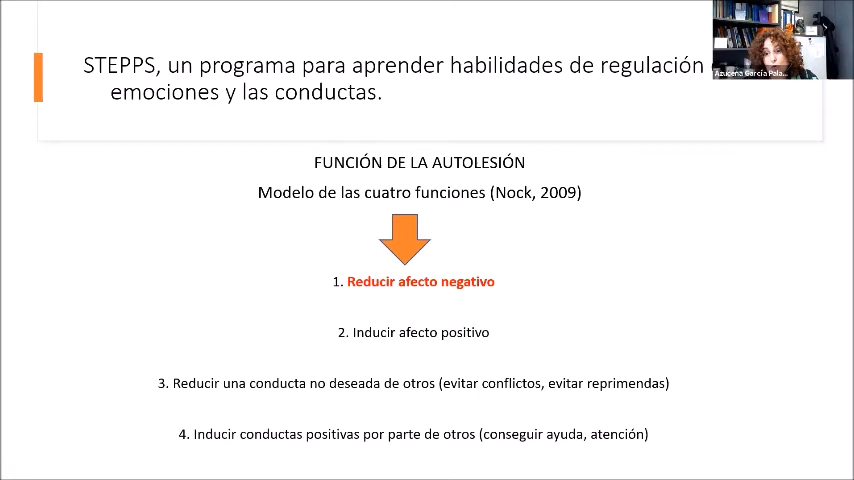 STEPPS, un programa para aprender habilidades de regulación
emociones y las conductas.
Azucena García Pala...
FUNCIÓN DE LA AUTOLESIÓN
Modelo de las cuatro funciones (Nock, 2009)
1. Reducir afecto negativo
2. Inducir afecto positivo
3. Reducir una conducta no deseada de otros (evitar conflictos, evitar reprimendas)
4. Inducir conductas positivas por parte de otros (conseguir ayuda, atención)